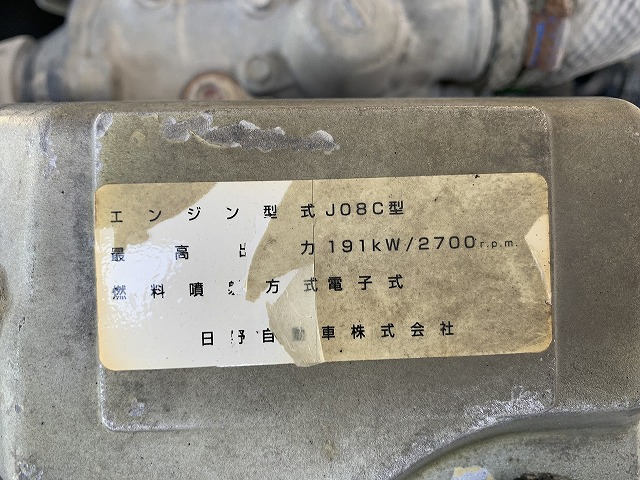 エンジン型式 J08C型
最高出力 191kW/2700r.p.m.
燃料噴射方式 電子式
日野自動車株式会社